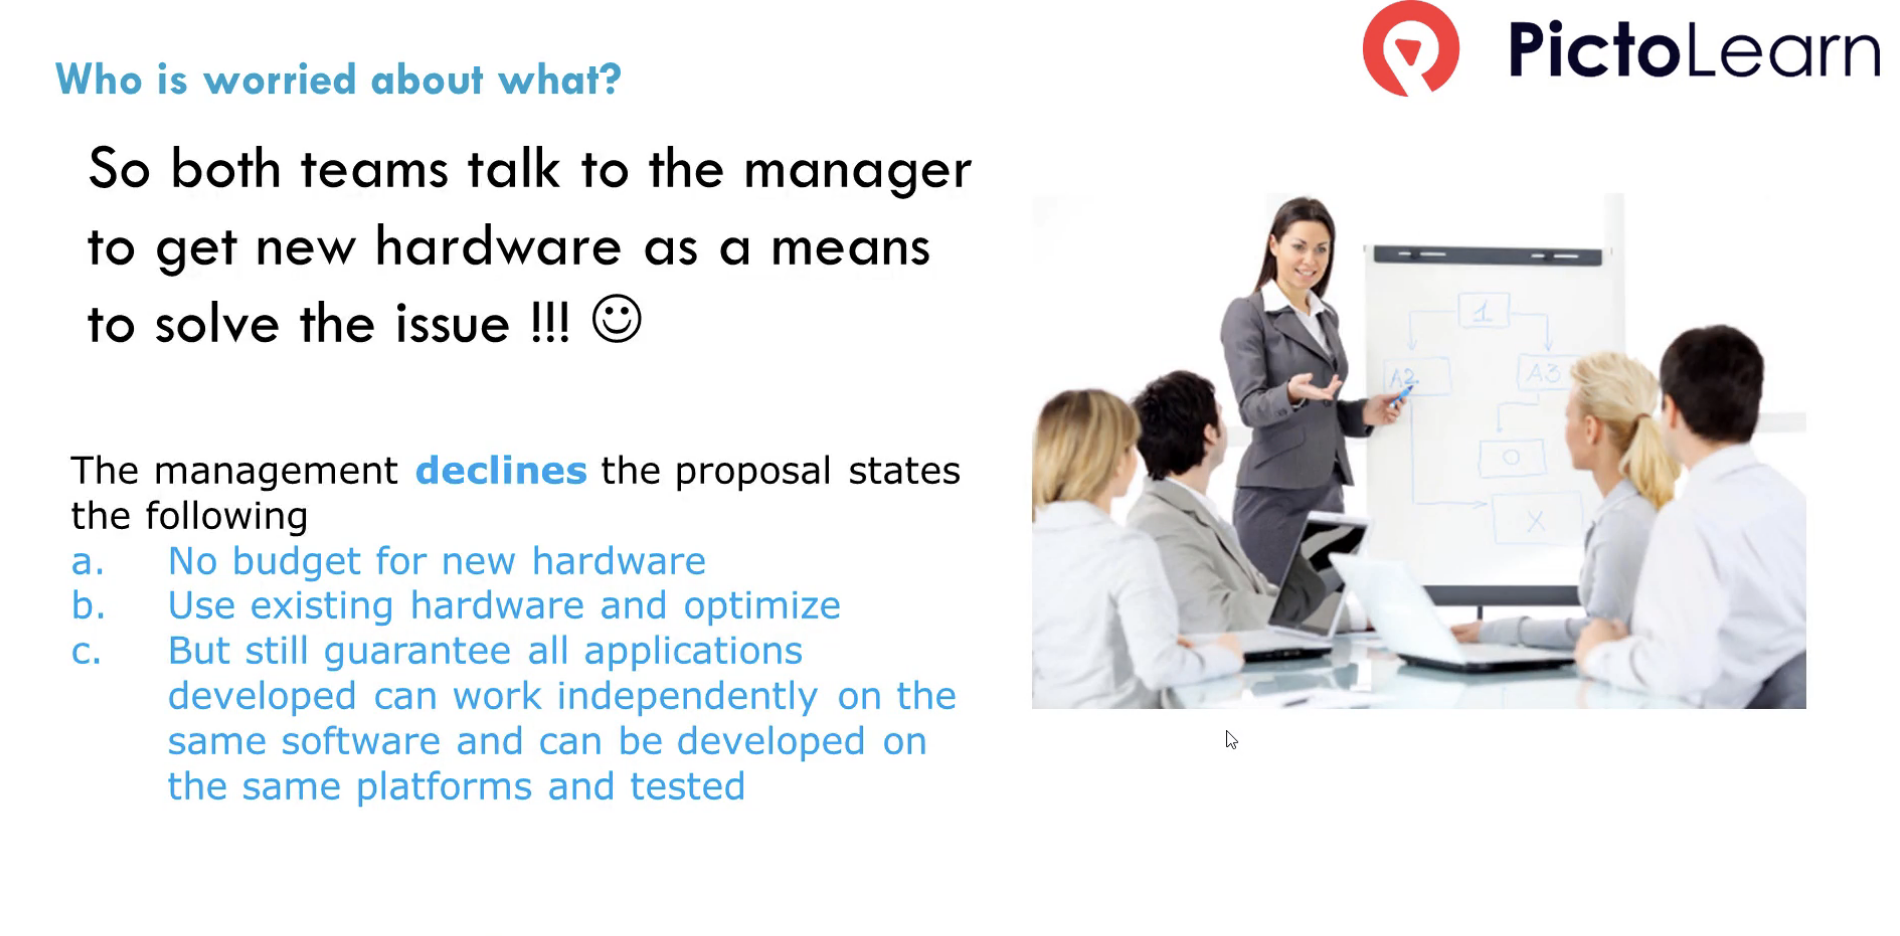 PictoLearn
Who is worried about what?
So both teams talk to the manager
to get new hardware as a means
to solve the issue !!! ☺
The management declines the proposal states
the following
a. No budget for new hardware
b. Use existing hardware and optimize
c. But still guarantee all applications
developed can work independently on the
same software and can be developed on
the same platforms and tested
1
A2 A3
O
X